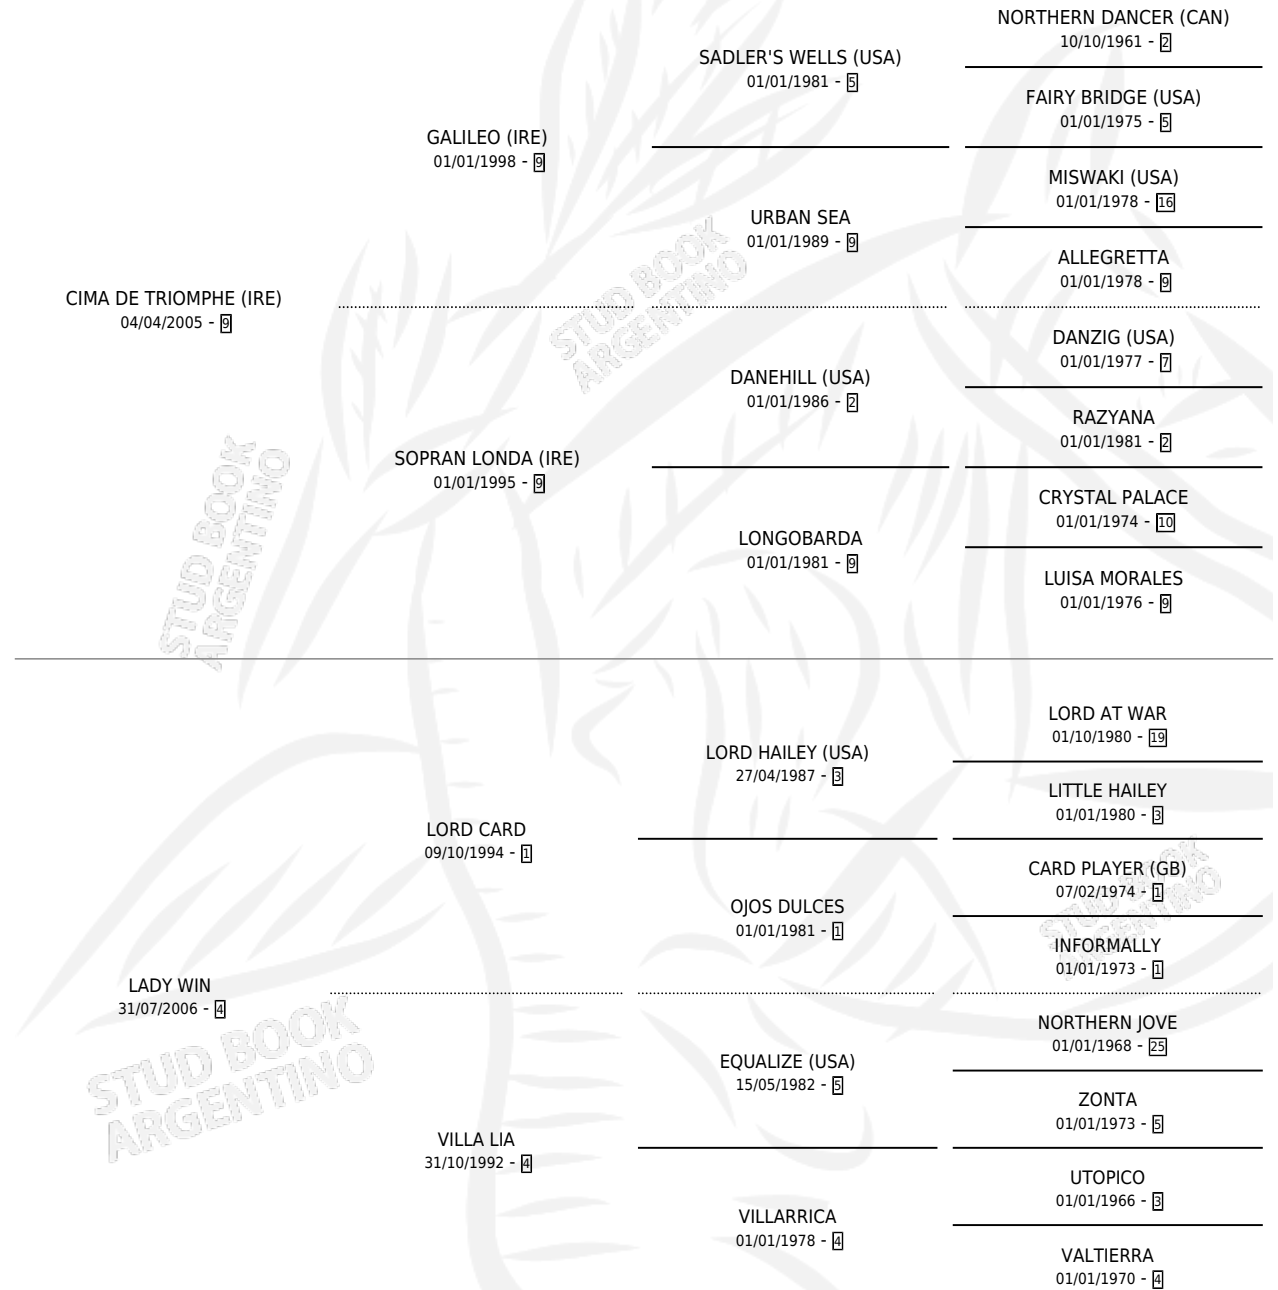 NORTHERN DANCER (CAN)
10/10/1961 - 2
SADLER'S WELLS (USA)
01/01/1981 - 5
FAIRY BRIDGE (USA)
01/01/1975 - 5
GALILEO (IRE)
01/01/1998 - 9
MISWAKI (USA)
01/01/1978 - 16
URBAN SEA
01/01/1989 - 9
ALLEGRETTA
01/01/1978 - 9
CIMA DE TRIOMPHE (IRE)
04/04/2005 - 9
DANZIG (USA)
01/01/1977 - 7
DANEHILL (USA)
01/01/1986 - 2
RAZYANA
01/01/1981 - 2
SOPRAN LONDA (IRE)
01/01/1995 - 9
CRYSTAL PALACE
01/01/1974 - 10
LONGOBARDA
01/01/1981 - 9
LUISA MORALES
01/01/1976 - 9
LORD AT WAR
01/10/1980 - 19
LORD HAILEY (USA)
27/04/1987 - 3
LITTLE HAILEY
01/01/1980 - 3
LORD CARD
09/10/1994 - 1
CARD PLAYER (GB)
07/02/1974 - 1
OJOS DULCES
01/01/1981 - 1
INFORMALLY
01/01/1973 - 1
LADY WIN
31/07/2006 - 4
NORTHERN JOVE
01/01/1968 - 25
EQUALIZE (USA)
15/05/1982 - 5
ZONTA
01/01/1973 - 5
VILLA LIA
31/10/1992 - 4
UTOPICO
01/01/1966 - 3
VILLARRICA
01/01/1978 - 4
VALTIERRA
01/01/1970 - 4
STUD BOOK
ARGENTINO
STUD BOOK
ARGENTINO
STUD BOOK
ARGENTINO
STUD BOOK
ARGENTINO